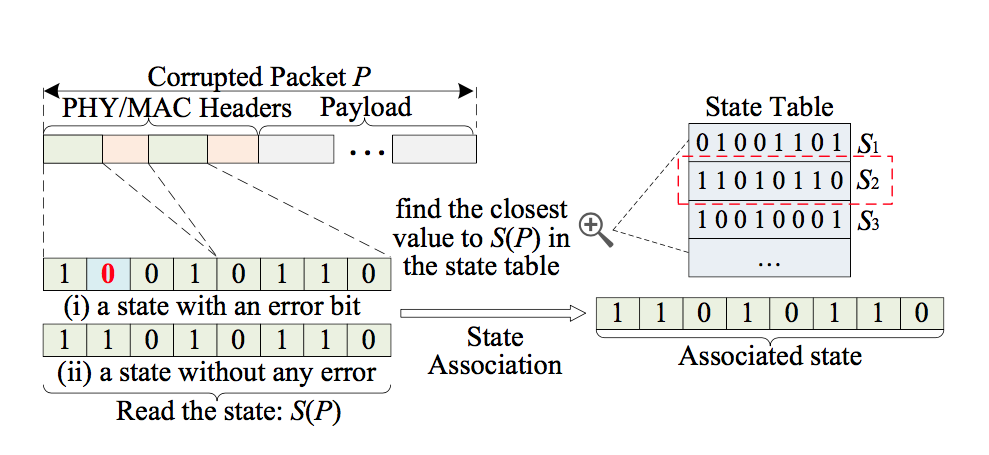 Corrupted Packet P
PHY/MAC Headers Payload
...
1 0 0 1 0 1 1 0
(i) a state with an error bit
1 1 0 1 0 1 1 0
(ii) a state without any error
Read the state: S(P)
find the closest
value to S(P) in
the state table
State
Association
State Table
0 1 0 0 1 1 0 1 S1
1 1 0 1 0 1 1 0 S2
1 0 0 1 0 0 0 1 S3
...
1 1 0 1 0 1 1 0
Associated state